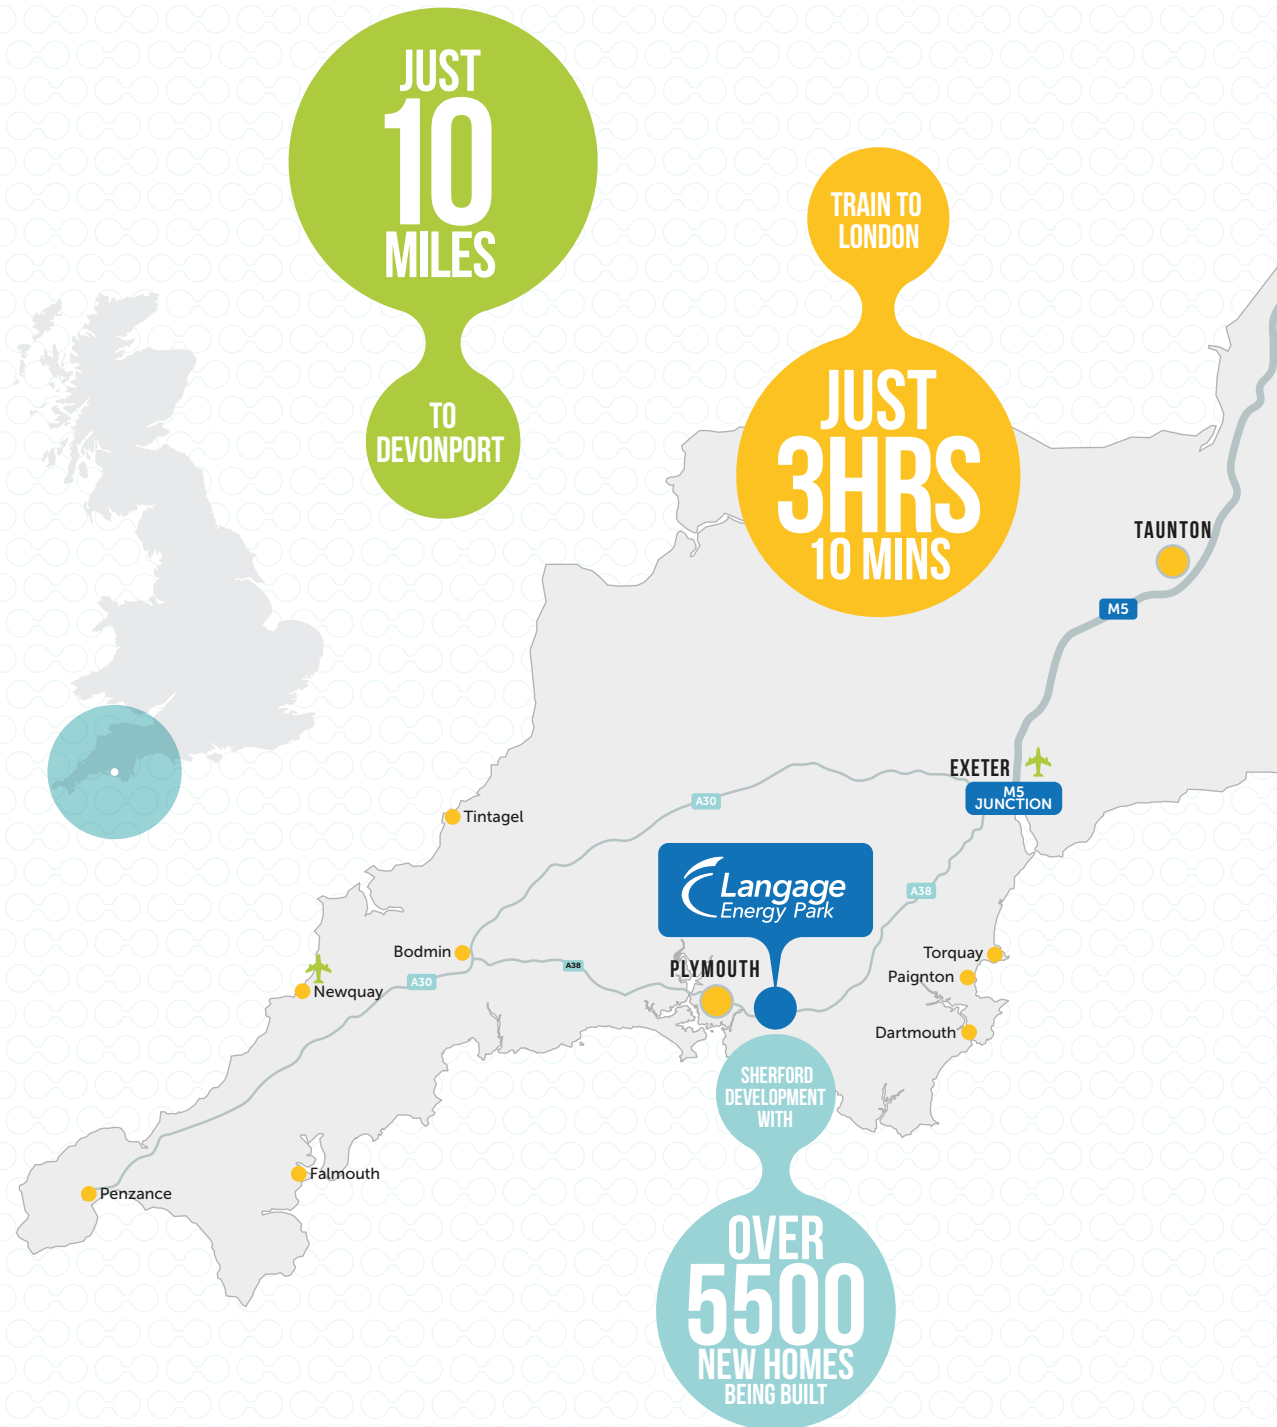 JUST
10
MILES
TO
DEVONPORT
TRAIN TO
LONDON
JUST
3HRS
10 MINS
TAUNTON
M5
EXETER
M5
JUNCTION
A30
Tintagel
Langage
Energy Park
A38
Bodmin
A38
PLYMOUTH
Torquay
Paignton
A30
Newquay
Dartmouth
SHERFORD
DEVELOPMENT
WITH
Falmouth
Penzance
OVER
5500
NEW HOMES
BEING BUILT